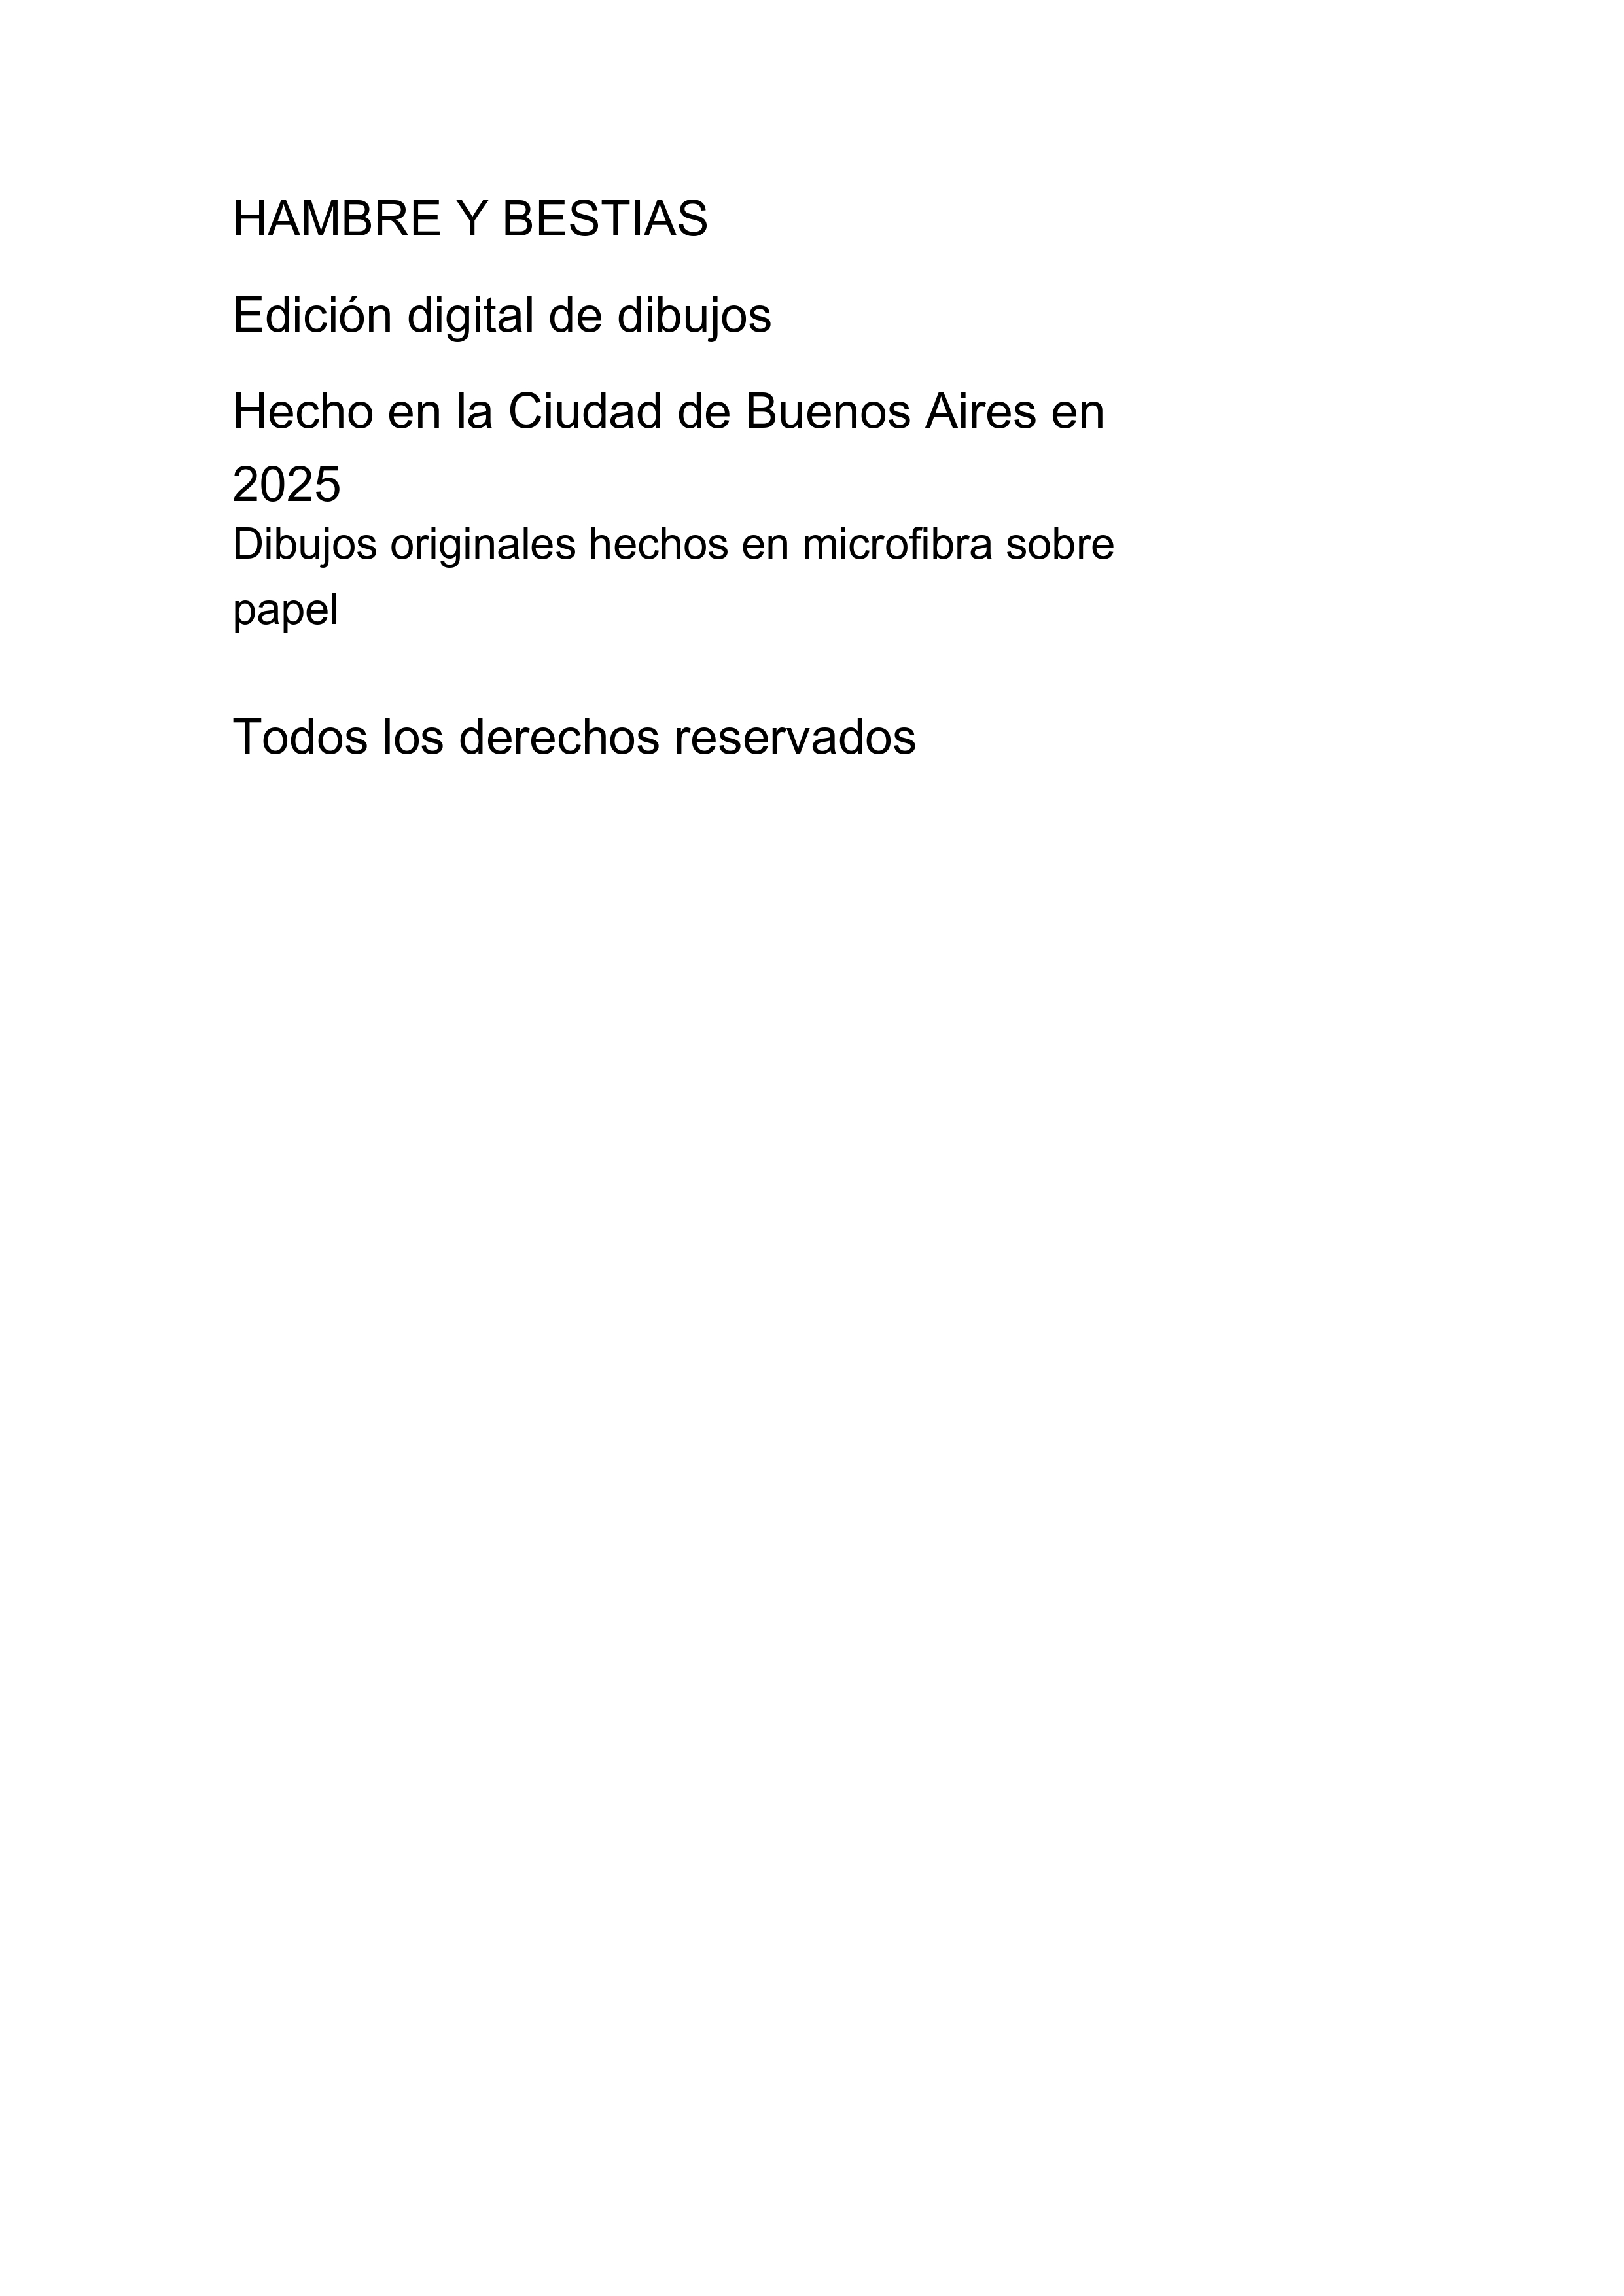 HAMBRE Y BESTIAS
Edición digital de dibujos
Hecho en la Ciudad de Buenos Aires en
2025
Dibujos originales hechos en microfibra sobre
papel
Todos los derechos reservados